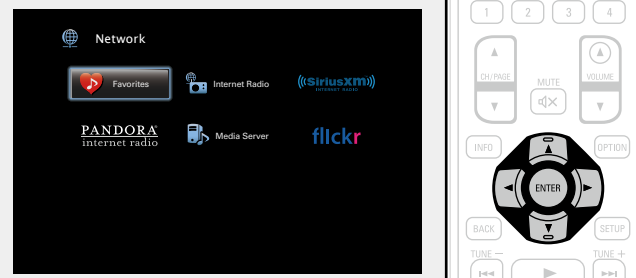 Network
Favorites
Internet Radio
((SiriusXM))
INTERNET RADIO
PANDORA®
internet radio
Media Server
flickr
1 2 3 4
CH/PAGE
MUTE
VOLUME
INFO
OPTION
ENTER
BACK
SETUP
TUNE –
TUNE +